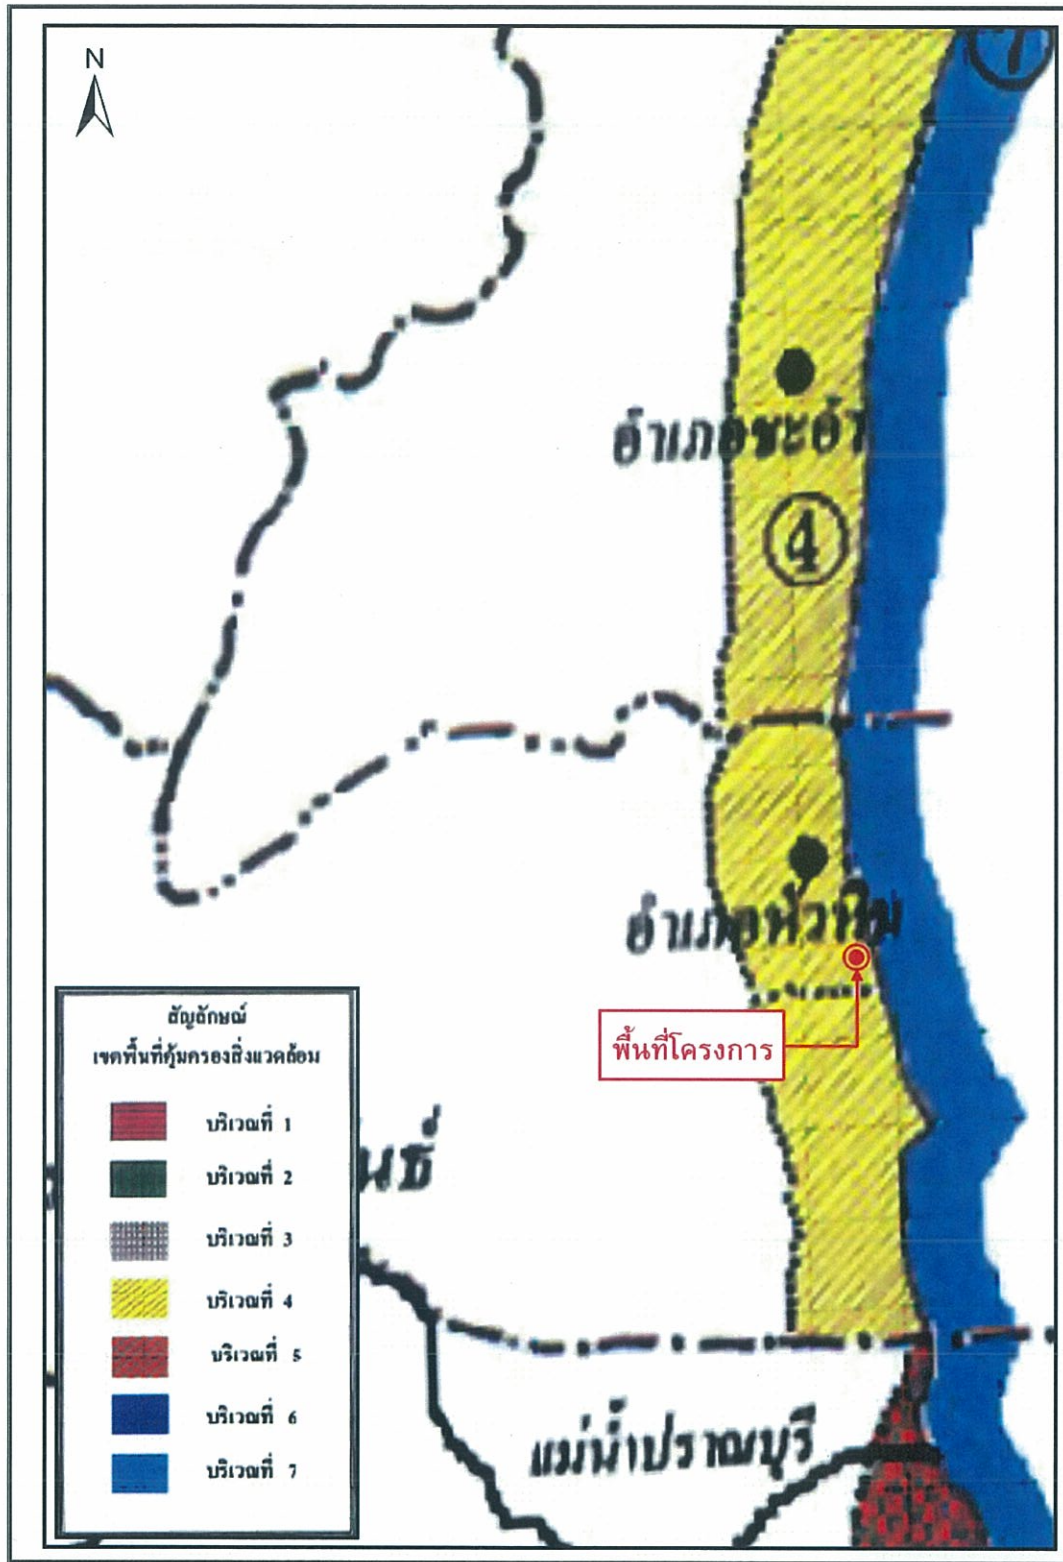 N
7
อำเภอชะอำ
4
อำเภอหัวหิน
พื้นที่โครงการ
สัญลักษณ์
เขตพื้นที่คุ้มครองสิ่งแวดล้อม
บริเวณที่ 1
บริเวณที่ 2
บริเวณที่ 3
บริเวณที่ 4
บริเวณที่ 5
บริเวณที่ 6
บริเวณที่ 7
นธ์
แม่น้ำปราณบุรี